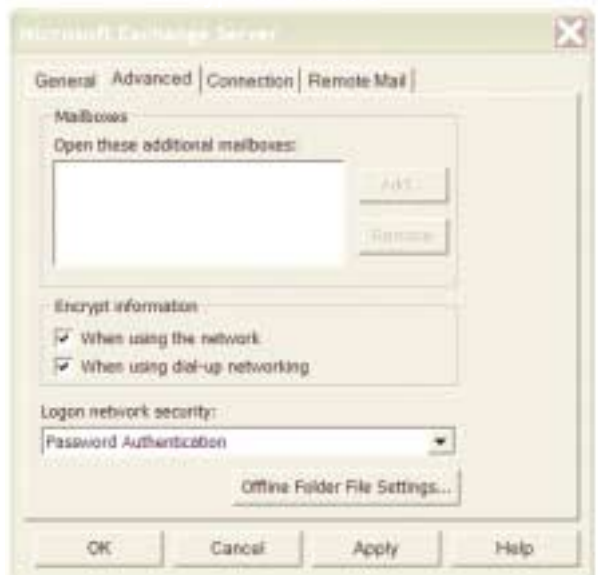 Microsoft Exchange Server
General Advanced Connection Remote Mail
Mailboxes
Open these additional mailboxes:
Add...
Remove
Encrypt information
When using the network
When using dial-up networking
Logon network security:
Password Authentication
Offline Folder File Settings...
OK Cancel Apply Help